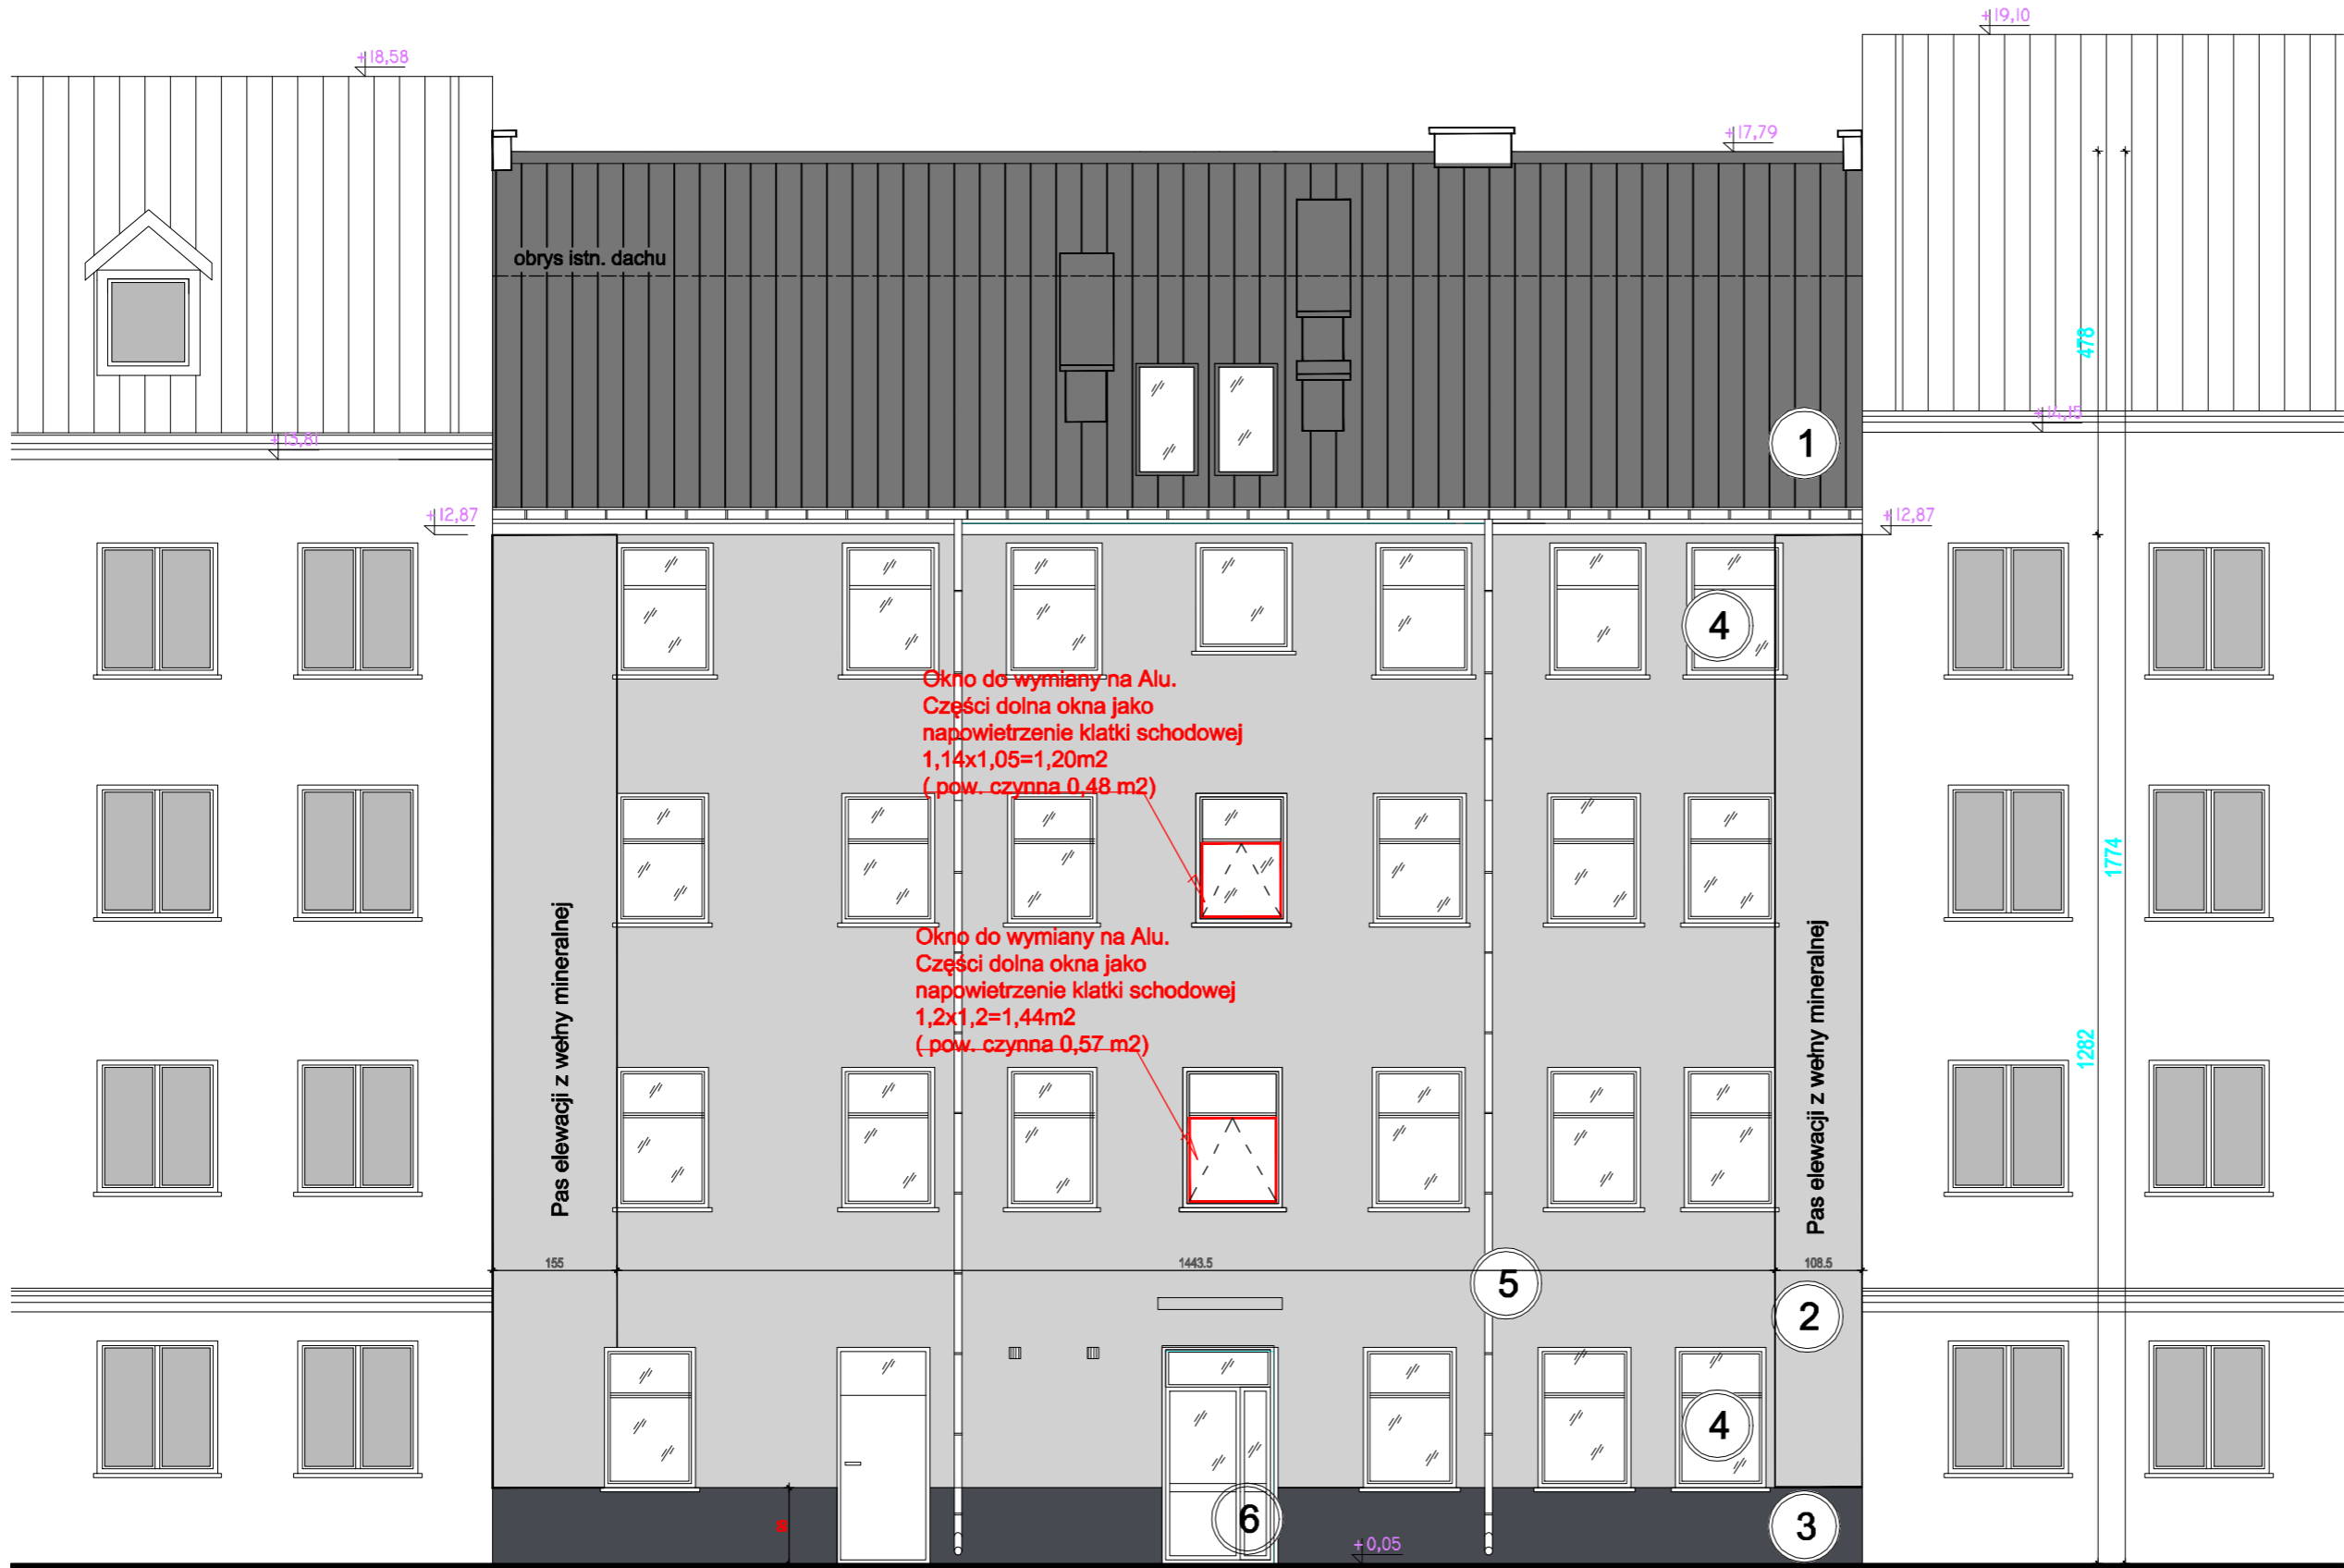 +19,10
+18,58
+17,79
obrys istn. dachu
478
+14,15
+13,81
1
+12,87
+12,87
4
Okno do wymiany na Alu.
Części dolna okna jako
napowietrzenie klatki schodowej
1,14x1,05=1,20m2
( pow. czynna 0,48 m2)
1774
Pas elewacji z wełny mineralnej
Pas elewacji z wełny mineralnej
Okno do wymiany na Alu.
Części dolna okna jako
napowietrzenie klatki schodowej
1,2x1,2=1,44m2
( pow. czynna 0,57 m2)
1282
155
1443.5
108.5
5
2
4
6
3
+0,05